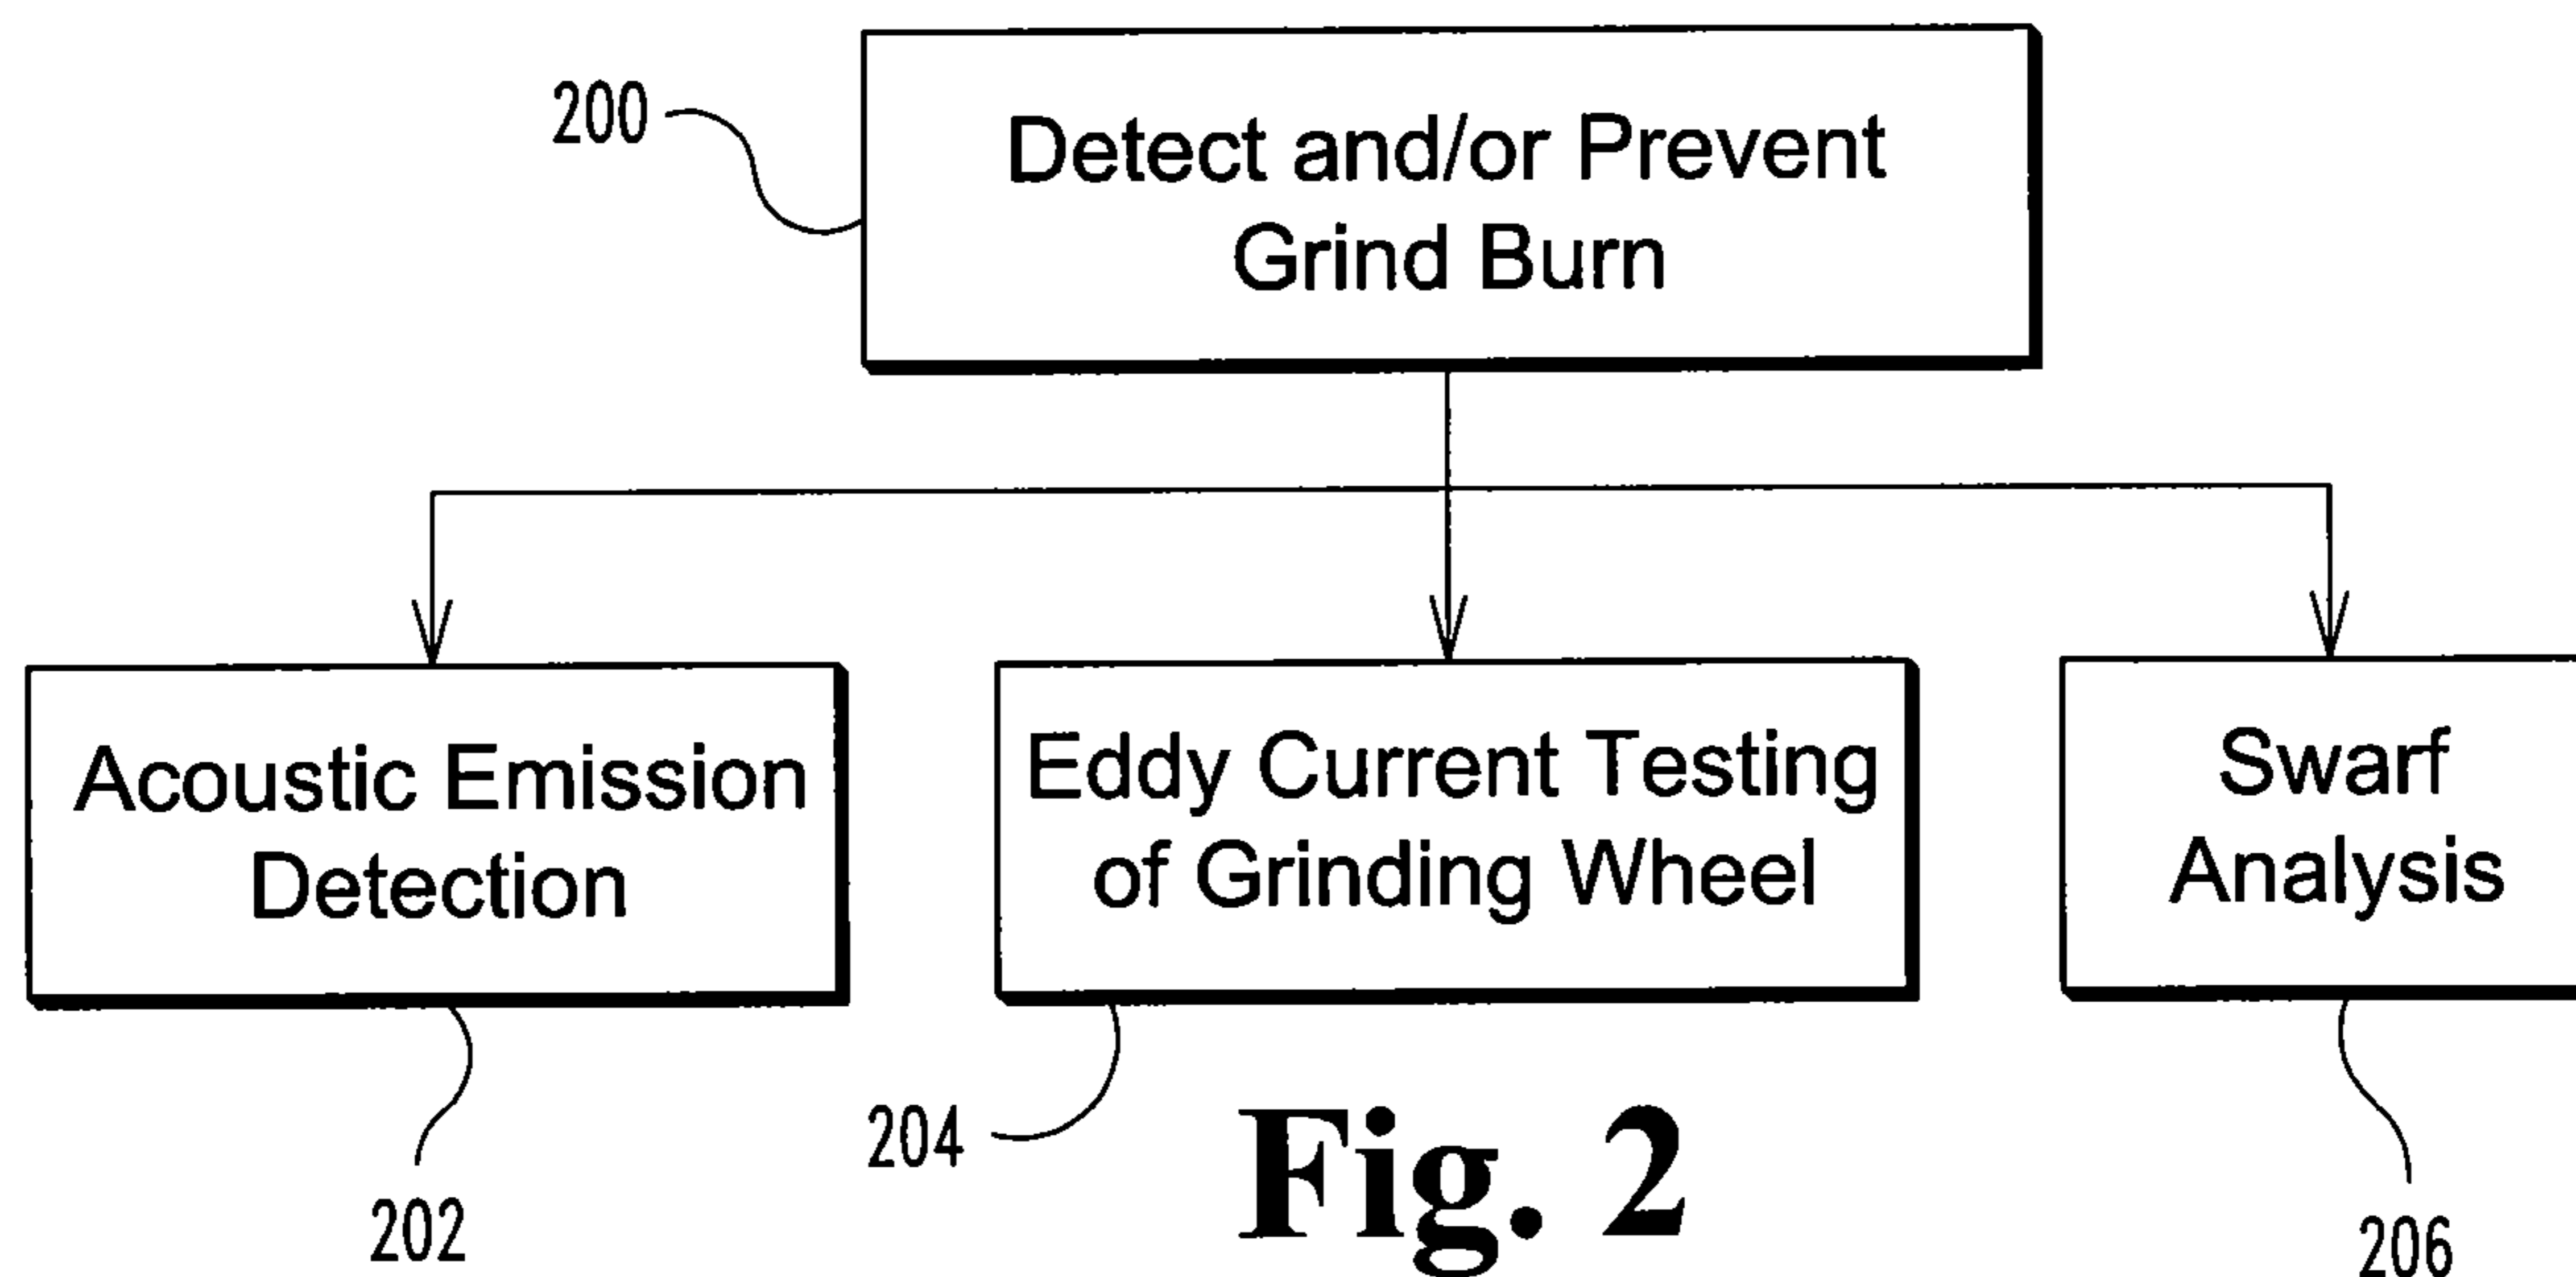 200
Detect and/or Prevent
Grind Burn
Acoustic Emission
Detection
Eddy Current Testing
of Grinding Wheel
Swarf
Analysis
202
204
206
Fig. 2